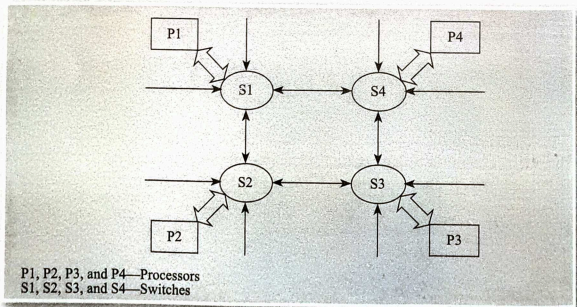 P1
P4
S1
S4
S2
S3
P2
P3
P1, P2, P3, and P4—Processors
S1, S2, S3, and S4—Switches